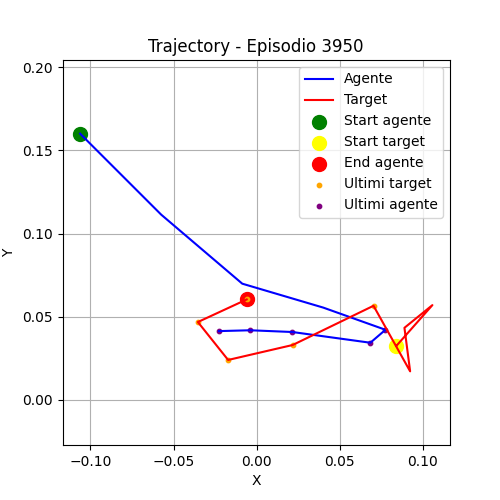 Trajectory - Episodio 3950
Agente
Target
Start agente
Start target
End agente
Ultimi target
Ultimi agente
0.20
0.15
0.10
0.05
0.00
Y
−0.10
−0.05
0.00
0.05
0.10
X